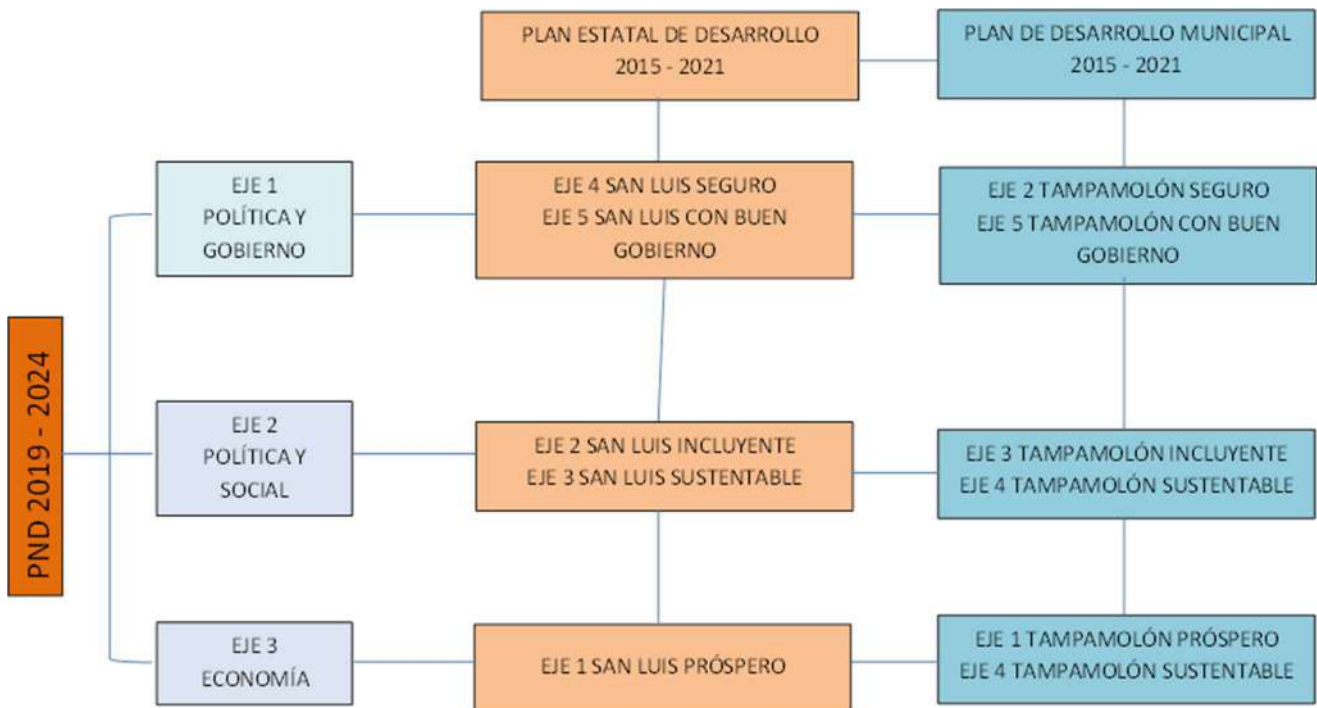 PLAN ESTATAL DE DESARROLLO
2015 - 2021
PLAN DE DESARROLLO MUNICIPAL
2015 - 2021
EJE 1
POLÍTICA Y
GOBIERNO
EJE 4 SAN LUIS SEGURO
EJE 5 SAN LUIS CON BUEN
GOBIERNO
EJE 2 TAMPAMOLÓN SEGURO
EJE 5 TAMPAMOLÓN CON BUEN
GOBIERNO
PND 2019 - 2024
EJE 2
POLÍTICA Y
SOCIAL
EJE 2 SAN LUIS INCLUYENTE
EJE 3 SAN LUIS SUSTENTABLE
EJE 3 TAMPAMOLÓN INCLUYENTE
EJE 4 TAMPAMOLÓN SUSTENTABLE
EJE 3
ECONOMÍA
EJE 1 SAN LUIS PRÓSPERO
EJE 1 TAMPAMOLÓN PRÓSPERO
EJE 4 TAMPAMOLÓN SUSTENTABLE